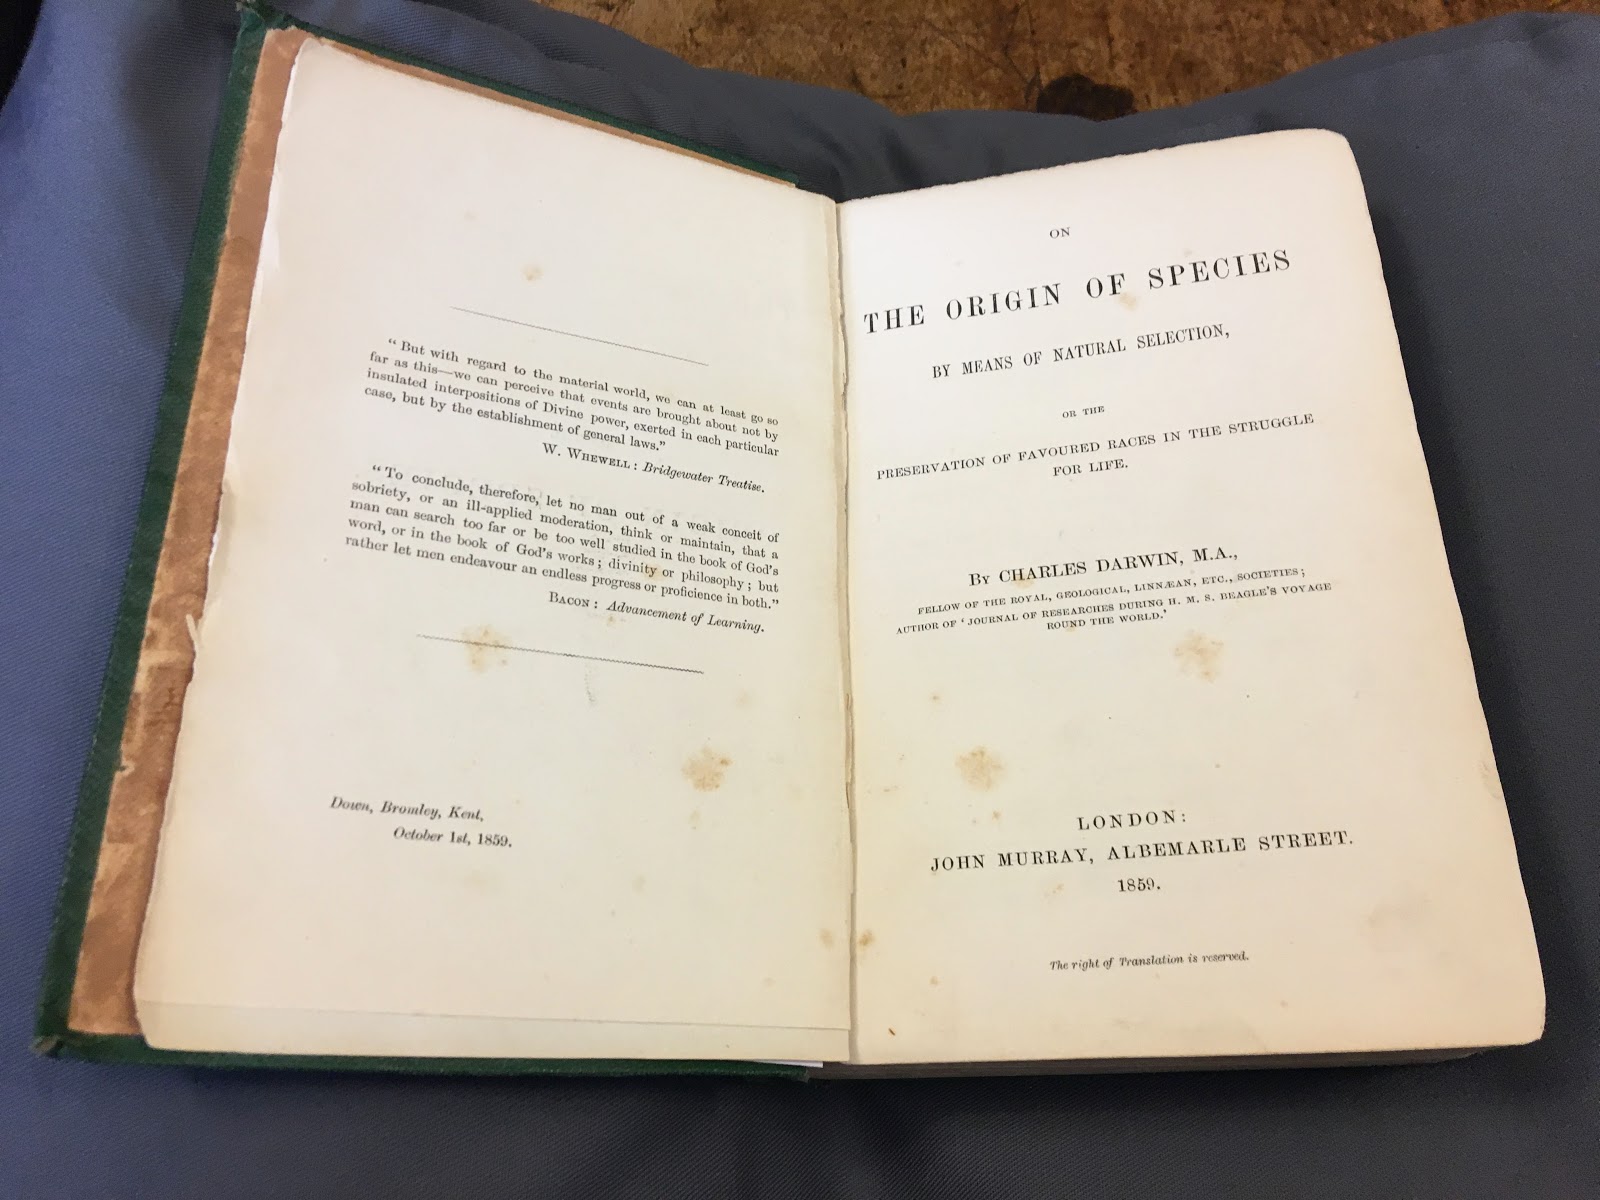 “But with regard to the material world, we can at least go so
far as this—we can perceive that events are brought about not by
insulated interpositions of Divine power, exerted in each particular
case, but by the establishment of general laws.”
W. WHEWELL: Bridgewater Treatise.
“To conclude, therefore, let no man out of a weak conceit of
sobriety, or an ill-applied moderation, think or maintain, that a
man can search too far or be too well studied in the book of God's
word, or in the book of God's works; divinity or philosophy; but
rather let men endeavour an endless progress or proficience in both.”
BACON: Advancement of Learning.
Down, Bromley, Kent,
October 1st, 1859.
ON
THE ORIGIN OF SPECIES
BY MEANS OF NATURAL SELECTION,
OR THE
PRESERVATION OF FAVOURED RACES IN THE STRUGGLE
FOR LIFE.
By CHARLES DARWIN, M.A.,
FELLOW OF THE ROYAL, GEOLOGICAL, LINNÆAN, ETC., SOCIETIES;
AUTHOR OF ‘JOURNAL OF RESEARCHES DURING H. M. S. BEAGLE'S VOYAGE
ROUND THE WORLD.’
LONDON:
JOHN MURRAY, ALBEMARLE STREET.
1859.
The right of Translation is reserved.